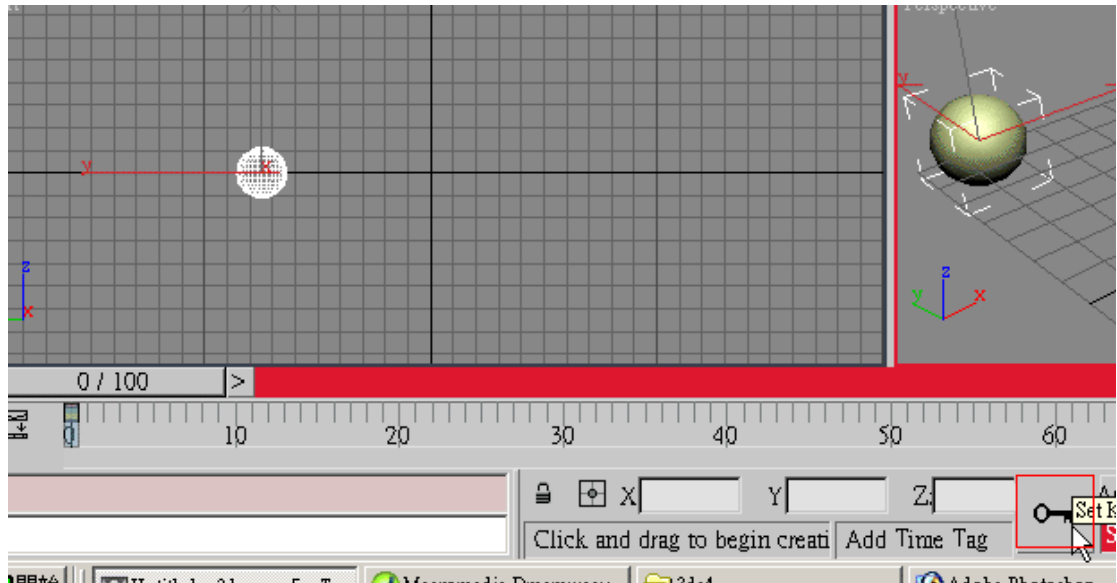 Perspective
y
x
y
z
x
z
y
x
0 / 100
>
0
10
20
30
40
50
60
X
Y
Z:
Set K
Click and drag to begin creati
Add Time Tag
S
開始
3ds4
Adobe Photoshop